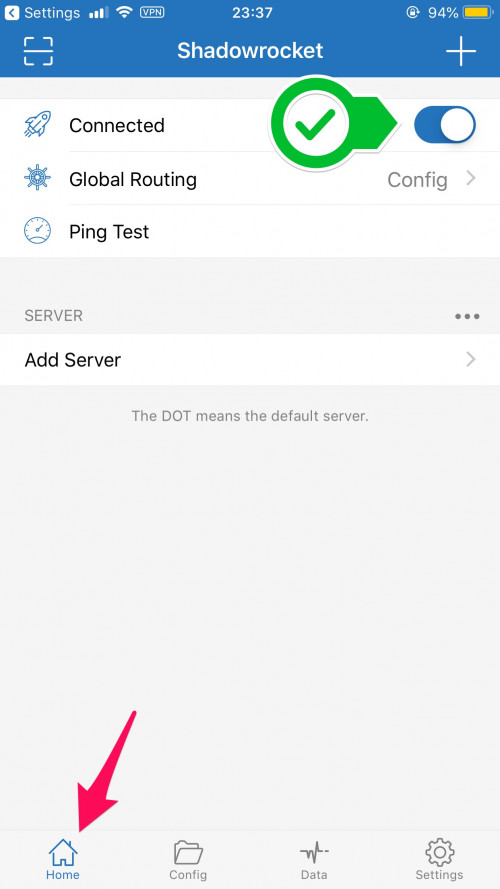 Settings VPN 23:37 94%
Shadowrocket
Connected
Global Routing Config
Ping Test
SERVER
Add Server
The DOT means the default server.
Home Config Data Settings